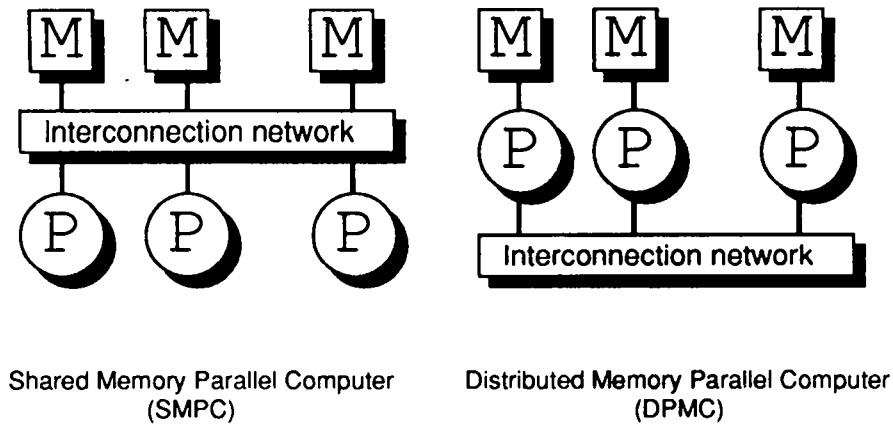 M M M
Interconnection network
P P P
Shared Memory Parallel Computer
(SMPC)
M M M
P P P
Interconnection network
Distributed Memory Parallel Computer
(DPMC)